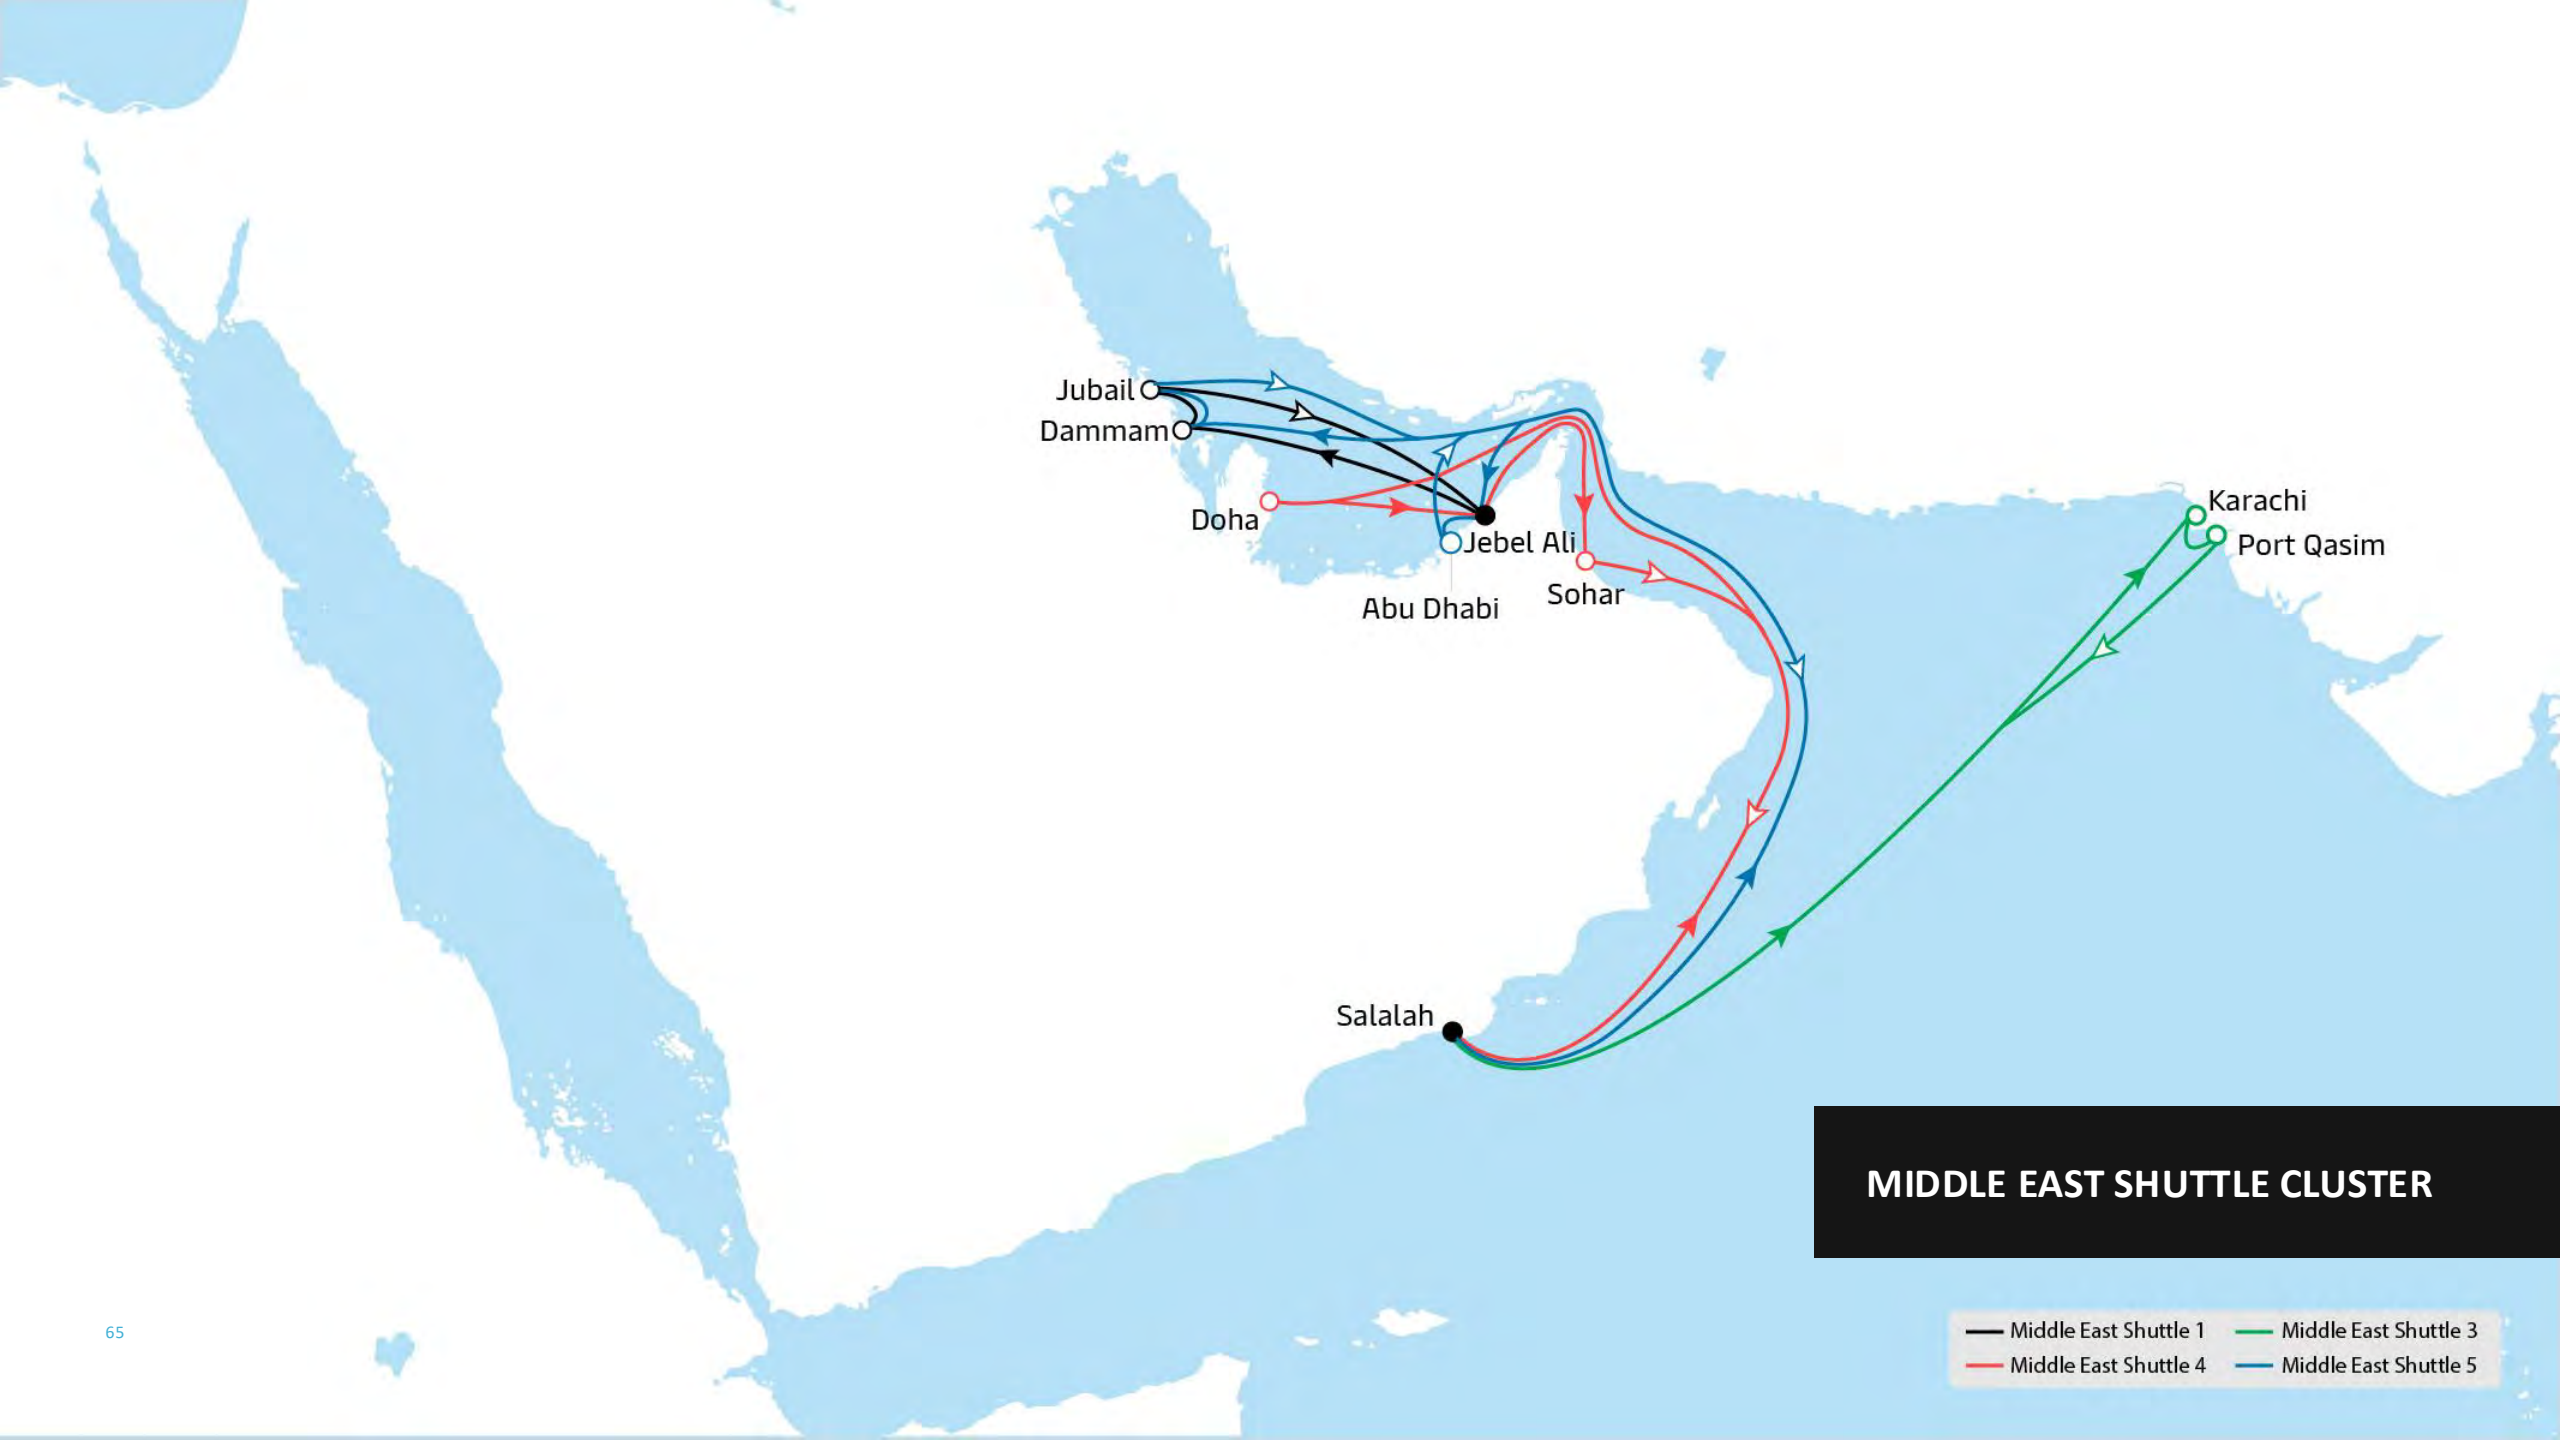 Jubail
Dammam
Doha
Jebel Ali
Abu Dhabi
Sohar
Karachi
Port Qasim
Salalah
MIDDLE EAST SHUTTLE CLUSTER
65
Middle East Shuttle 1
Middle East Shuttle 3
Middle East Shuttle 4
Middle East Shuttle 5